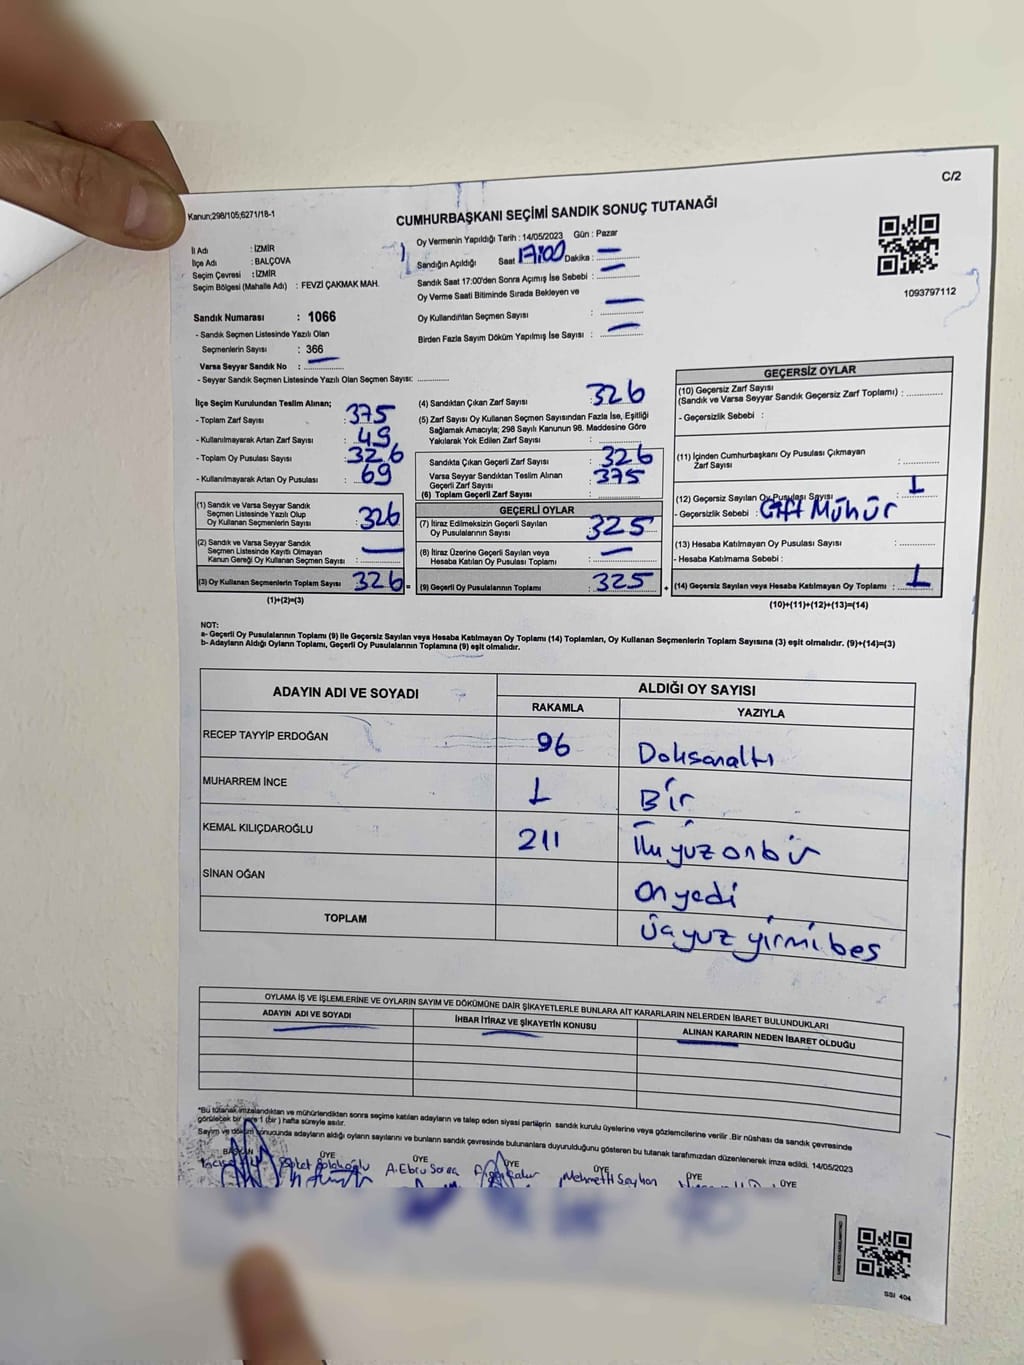 C/2
Kanun;298/105;6271/18-1
CUMHURBAŞKANI SEÇİMİ SANDIK SONUÇ TUTANAĞI
İl Adı : İZMİR
İlçe Adı : BALÇOVA
Seçim Çevresi : İZMİR
Seçim Bölgesi (Mahalle Adı) : FEVZİ ÇAKMAK MAH.
Oy Vermenin Yapıldığı Tarih : 14/05/2023 Gün : Pazar
Sandığın Açıldığı Saat 17:00 Dakika :
Sandık Saat 17:00'den Sonra Açımış İse Sebebi :
Oy Verme Saati Bitiminde Sırada Bekleyen ve
Oy Kullandırılan Seçmen Sayısı :
Birden Fazla Sayım Döküm Yapılmış İse Sayısı :
1093797112
Sandık Numarası : 1066
- Sandık Seçmen Listesinde Yazılı Olan
Seçmenlerin Sayısı : 366
Varsa Seyyar Sandık No :
- Seyyar Sandık Seçmen Listesinde Yazılı Olan Seçmen Sayısı:
İlçe Seçim Kurulundan Teslim Alınan;
- Toplam Zarf Sayısı : 375
- Kullanılmayarak Artan Zarf Sayısı : 49
- Toplam Oy Pusulası Sayısı : 326
- Kullanılmayarak Artan Oy Pusulası : 69
(1) Sandık ve Varsa Seyyar Sandık
Seçmen Listesinde Yazılı Olup
Oy Kullanan Seçmenlerin Sayısı : 326
(2) Sandık ve Varsa Seyyar Sandık
Seçmen Listesinde Kayıtlı Olmayan
Kanun Gereği Oy Kullanan Seçmen Sayısı :
(3) Oy Kullanan Seçmenlerin Toplam Sayısı 326
(1)+(2)=(3)
(4) Sandıktan Çıkan Zarf Sayısı : 326
(5) Zarf Sayısı Oy Kullanan Seçmen Sayısından Fazla İse, Eşitliği
Sağlamak Amacıyla; 298 Sayılı Kanunun 98. Maddesine Göre
Yakılarak Yok Edilen Zarf Sayısı :
Sandıkta Çıkan Geçerli Zarf Sayısı : 326
Varsa Seyyar Sandıktan Teslim Alınan
Geçerli Zarf Sayısı : 375
(6) Toplam Geçerli Zarf Sayısı :
GEÇERLİ OYLAR
(7) İtiraz Edilmeksizin Geçerli Sayılan
Oy Pusulalarının Sayısı : 325
(8) İtiraz Üzerine Geçerli Sayılan veya
Hesaba Katılan Oy Pusulası Toplamı :
(9) Geçerli Oy Pusulalarının Toplamı : 325
GEÇERSİZ OYLAR
(10) Geçersiz Zarf Sayısı
(Sandık ve Varsa Seyyar Sandık Geçersiz Zarf Toplamı) :
- Geçersizlik Sebebi :
(11) İçinden Cumhurbaşkanı Oy Pusulası Çıkmayan
Zarf Sayısı :
(12) Geçersiz Sayılan Oy Pusulası Sayısı : 1
- Geçersizlik Sebebi : Çift Mühür
(13) Hesaba Katılmayan Oy Pusulası Sayısı :
- Hesaba Katılmama Sebebi :
(14) Geçersiz Sayılan veya Hesaba Katılmayan Oy Toplamı : 1
(10)+(11)+(12)+(13)=(14)
NOT:
a- Geçerli Oy Pusulalarının Toplamı (9) ile Geçersiz Sayılan veya Hesaba Katılmayan Oy Toplamı (14) Toplamları, Oy Kullanan Seçmenlerin Toplam Sayısına (3) eşit olmalıdır. (9)+(14)=(3)
b- Adayların Aldığı Oyların Toplamı, Geçerli Oy Pusulalarının Toplamına (9) eşit olmalıdır.
ADAYIN ADI VE SOYADI
ALDIĞI OY SAYISI
RAKAMLA YAZIYLA
RECEP TAYYİP ERDOĞAN 96 Doksanaltı
MUHARREM İNCE 1 Bir
KEMAL KILIÇDAROĞLU 211 İkiyüzonbir
SİNAN OĞAN Onyedi
TOPLAM Üçyüzyirmibeş
OYLAMA İŞ VE İŞLEMLERİNE VE OYLARIN SAYIM VE DÖKÜMÜNE DAİR ŞİKAYETLERLE BUNLARA AİT KARARLARIN NELERDEN İBARET BULUNDUKLARI
ADAYIN ADI VE SOYADI İHBAR İTİRAZ VE ŞİKAYETİN KONUSU ALINAN KARARIN NEDEN İBARET OLDUĞU
*Bu tutanak imzalandıktan ve mühürlendikten sonra seçime katılan adayların ve talep eden siyasi partilerin sandık kurulu üyelerine veya gözlemcilerine verilir. Bir nüshası da sandık çevresinde
görülecek bir yere 1 (bir) hafta süreyle asılır.
Sayım ve döküm sonucunda adayların aldığı oyların sayılarını ve bunların sandık çevresinde bulunanlara duyurulduğunu gösteren bu tutanak tarafımızdan düzenlenerek imza edildi. 14/05/2023
BAŞKAN ÜYE ÜYE ÜYE ÜYE ÜYE ÜYE
A. Ebru Mehmet Seyhan
SSI 404